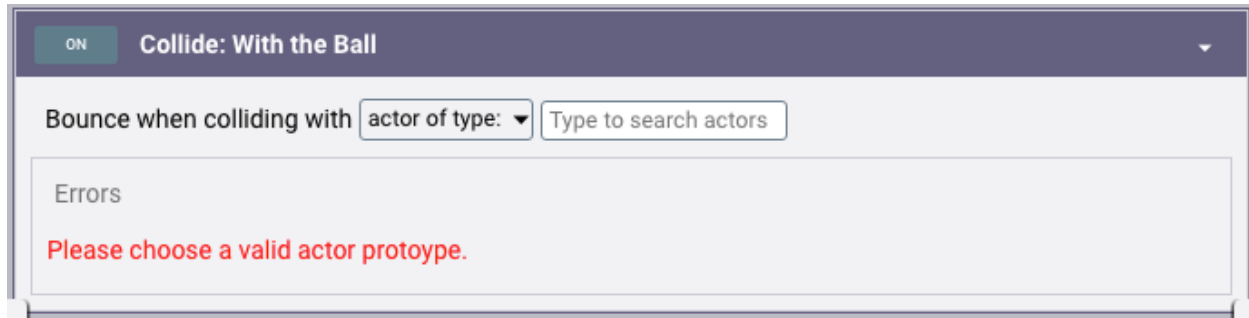 ON Collide: With the Ball
Bounce when colliding with actor of type: Type to search actors
Errors
Please choose a valid actor protoype.